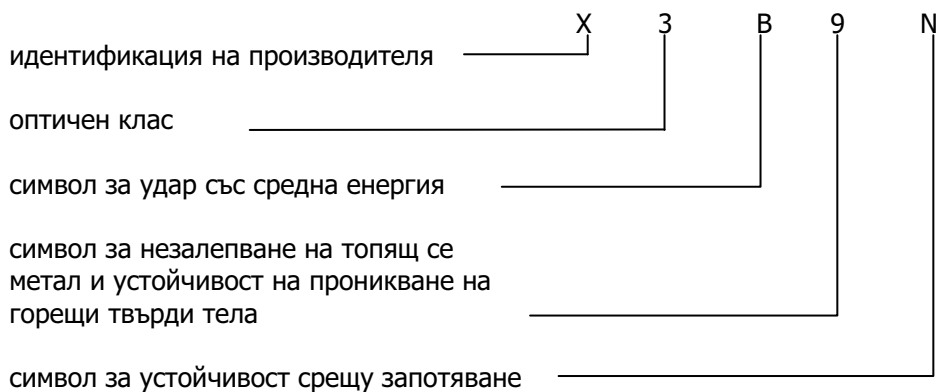 X 3 B 9 N
идентификация на производителя
оптичен клас
символ за удар със средна енергия
символ за незалепване на топящ се
метал и устойчивост на проникване на
горещи твърди тела
символ за устойчивост срещу запотяване